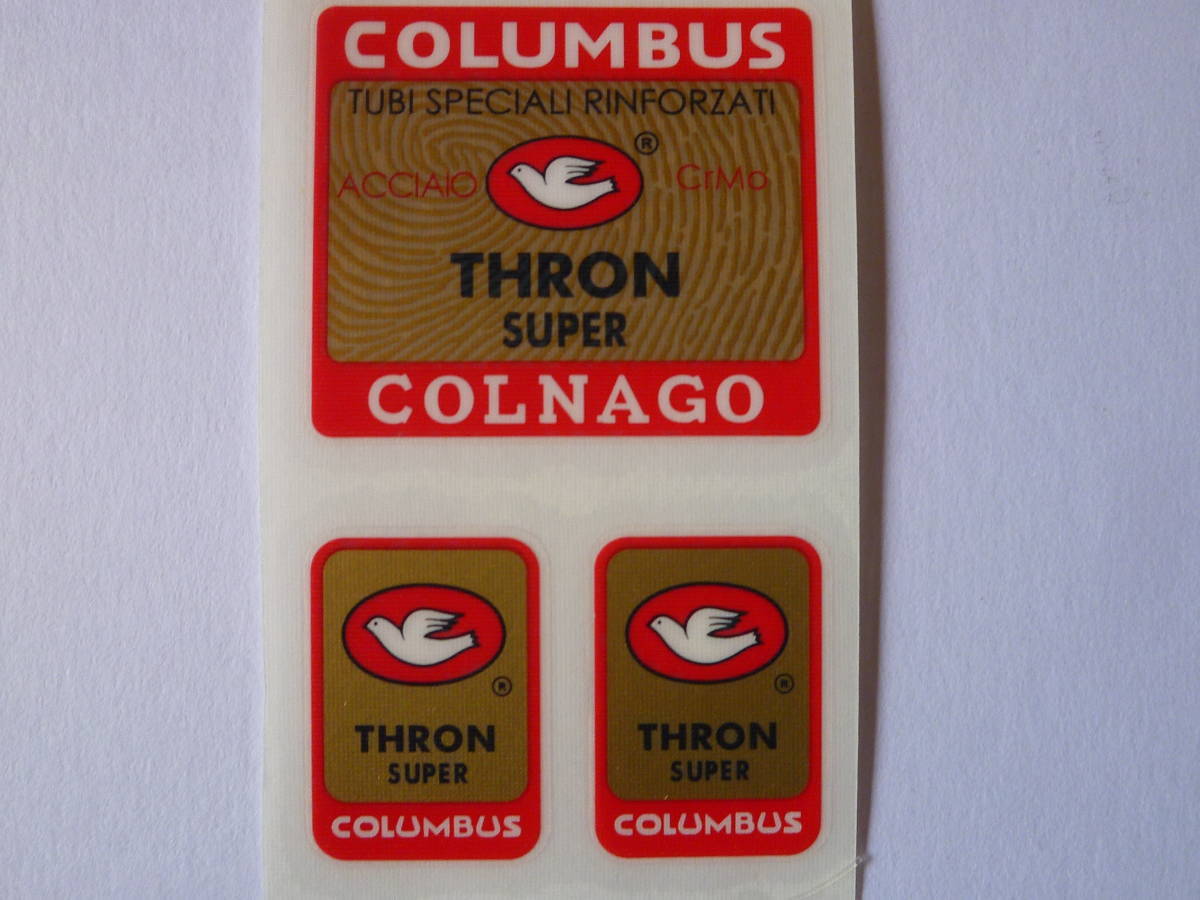 COLUMBUS
TUBI SPECIALI RINFORZATI
®
ACCIAIO CrMo
THRON
SUPER
COLNAGO
®
THRON
SUPER
COLUMBUS
®
THRON
SUPER
COLUMBUS